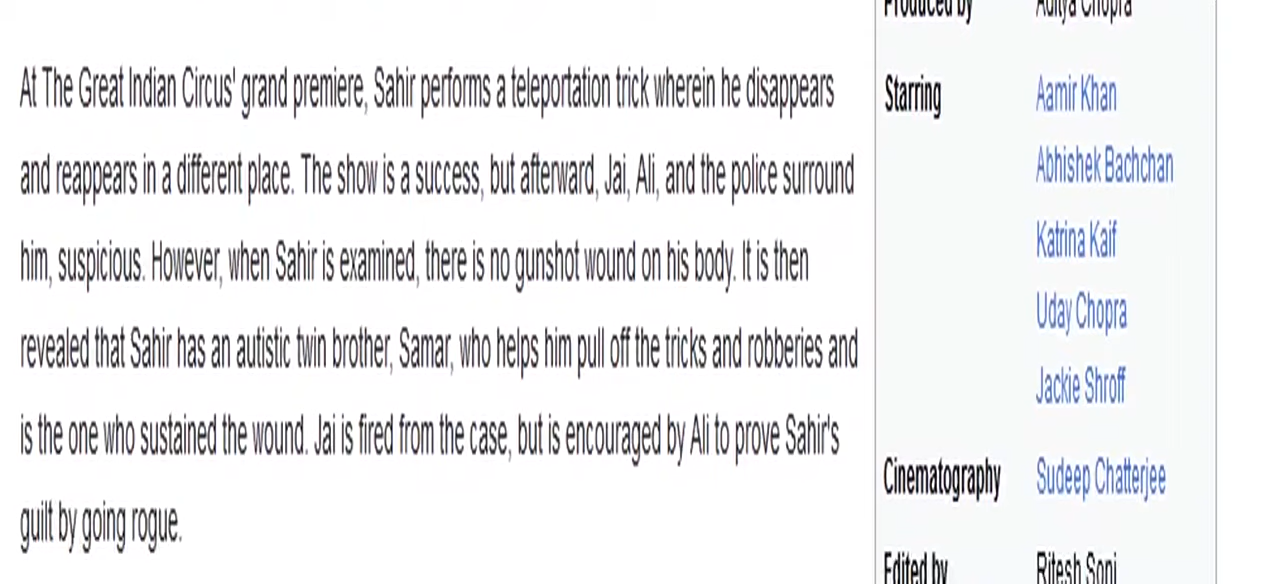 At The Great Indian Circus' grand premiere, Sahir performs a teleportation trick wherein he disappears
and reappears in a different place. The show is a success, but afterward, Jai, Ali, and the police surround
him, suspicious. However, when Sahir is examined, there is no gunshot wound on his body. It is then
revealed that Sahir has an autistic twin brother, Samar, who helps him pull off the tricks and robberies and
is the one who sustained the wound. Jai is fired from the case, but is encouraged by Ali to prove Sahir's
guilt by going rogue.
Produced by Aditya Chopra
Starring Aamir Khan
Abhishek Bachchan
Katrina Kaif
Uday Chopra
Jackie Shroff
Cinematography Sudeep Chatterjee
Edited by Ritesh Soni